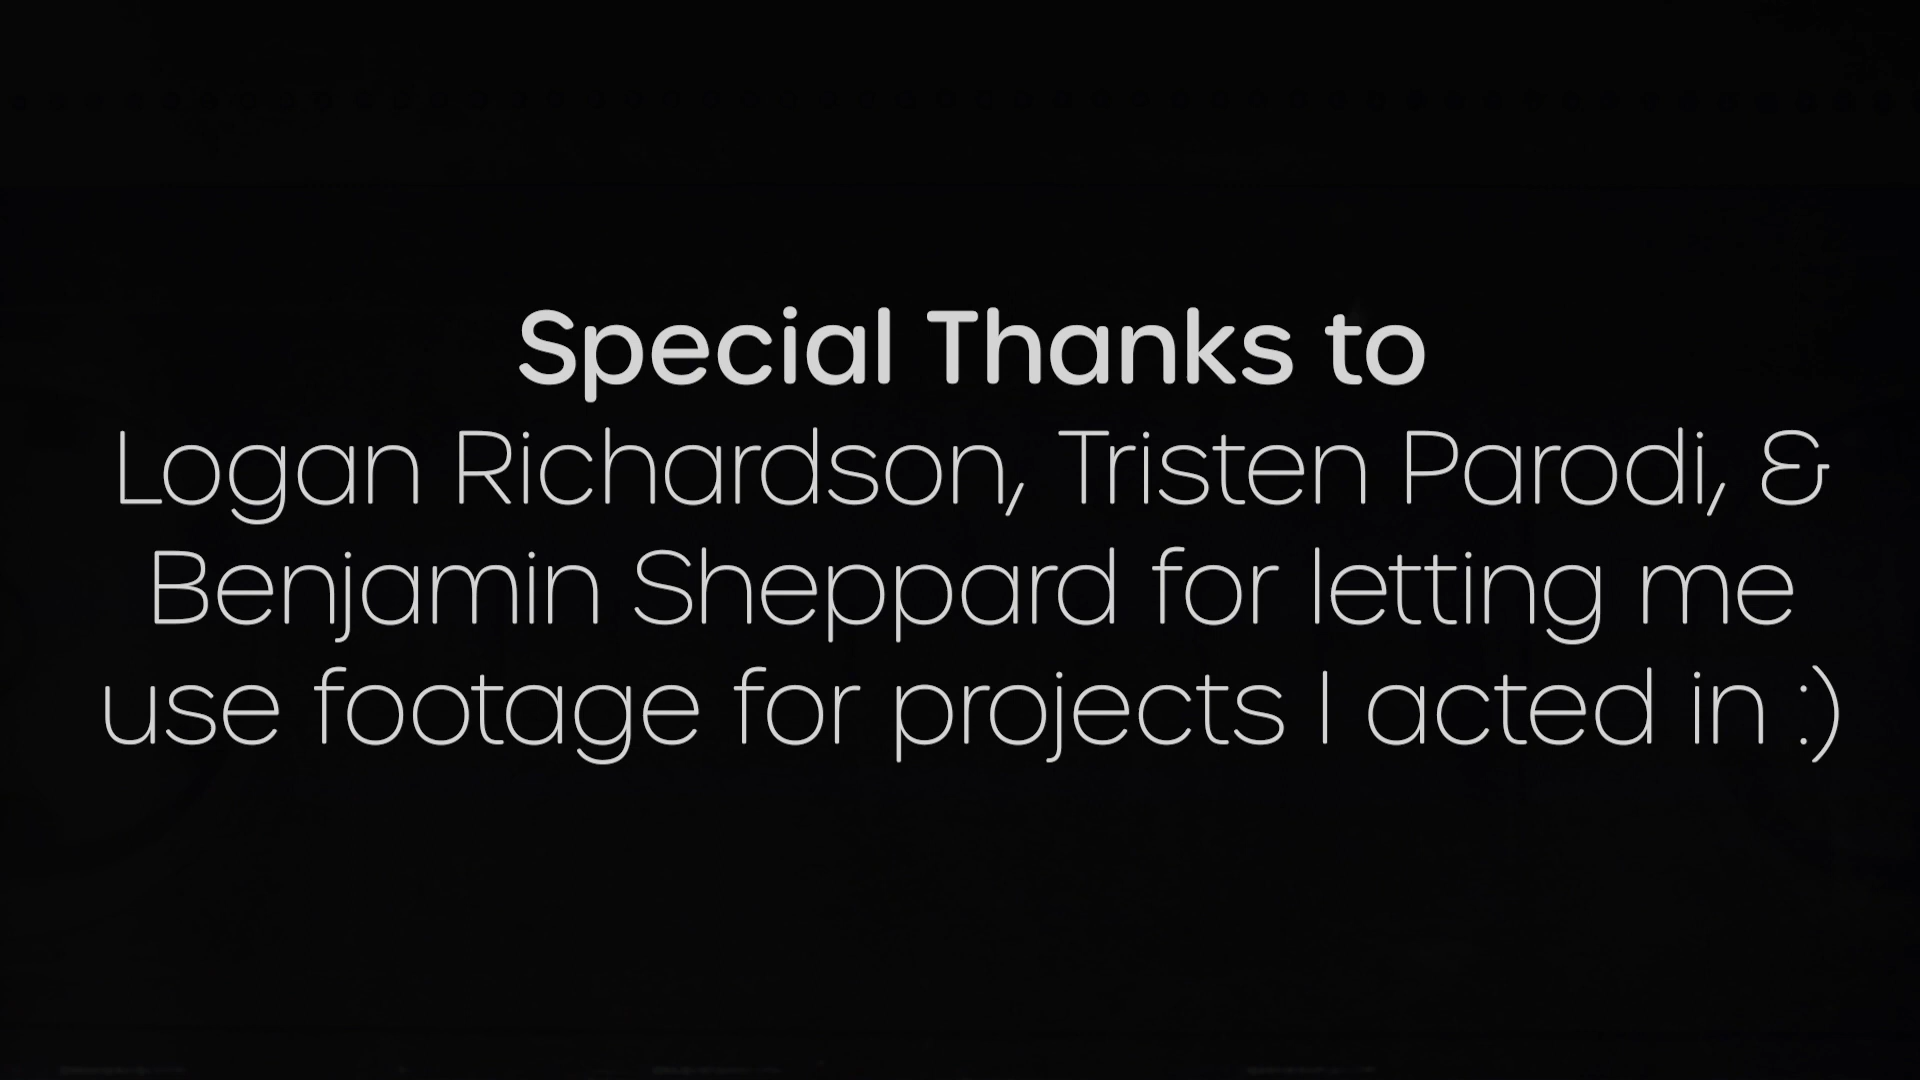 Special Thanks to
Logan Richardson, Tristen Parodi, &
Benjamin Sheppard for letting me
use footage for projects I acted in :)